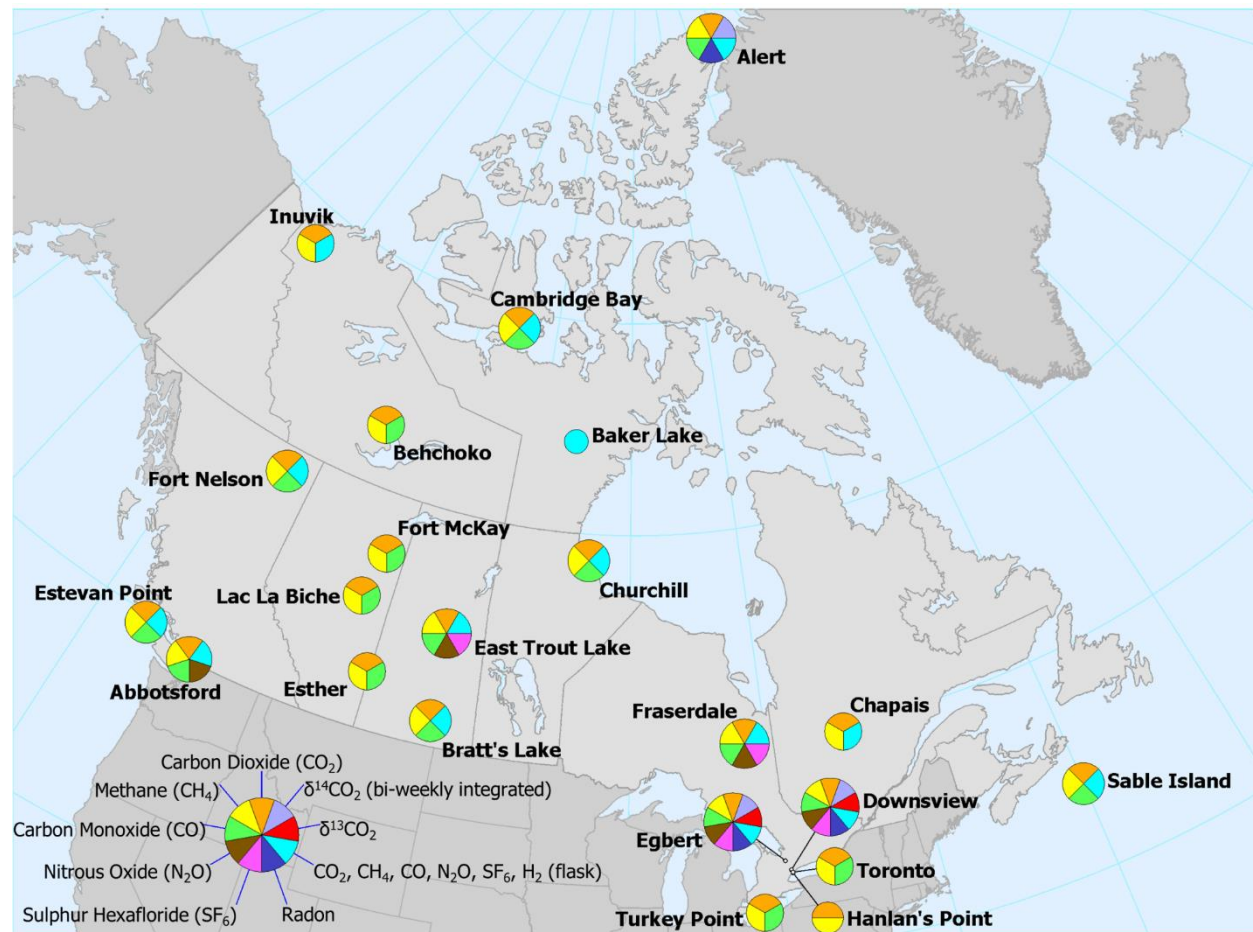 Alert
Inuvik
Cambridge Bay
Behchoko
Baker Lake
Fort Nelson
Fort McKay
Churchill
Lac La Biche
Estevan Point
East Trout Lake
Abbotsford
Esther
Bratt's Lake
Fraserdale
Chapais
Sable Island
Downsview
Egbert
Toronto
Turkey Point
Hanlan's Point
Carbon Dioxide (CO₂)
Methane (CH₄)
δ¹⁴CO₂ (bi-weekly integrated)
Carbon Monoxide (CO)
δ¹³CO₂
Nitrous Oxide (N₂O)
CO₂, CH₄, CO, N₂O, SF₆, H₂ (flask)
Sulphur Hexafloride (SF₆)
Radon